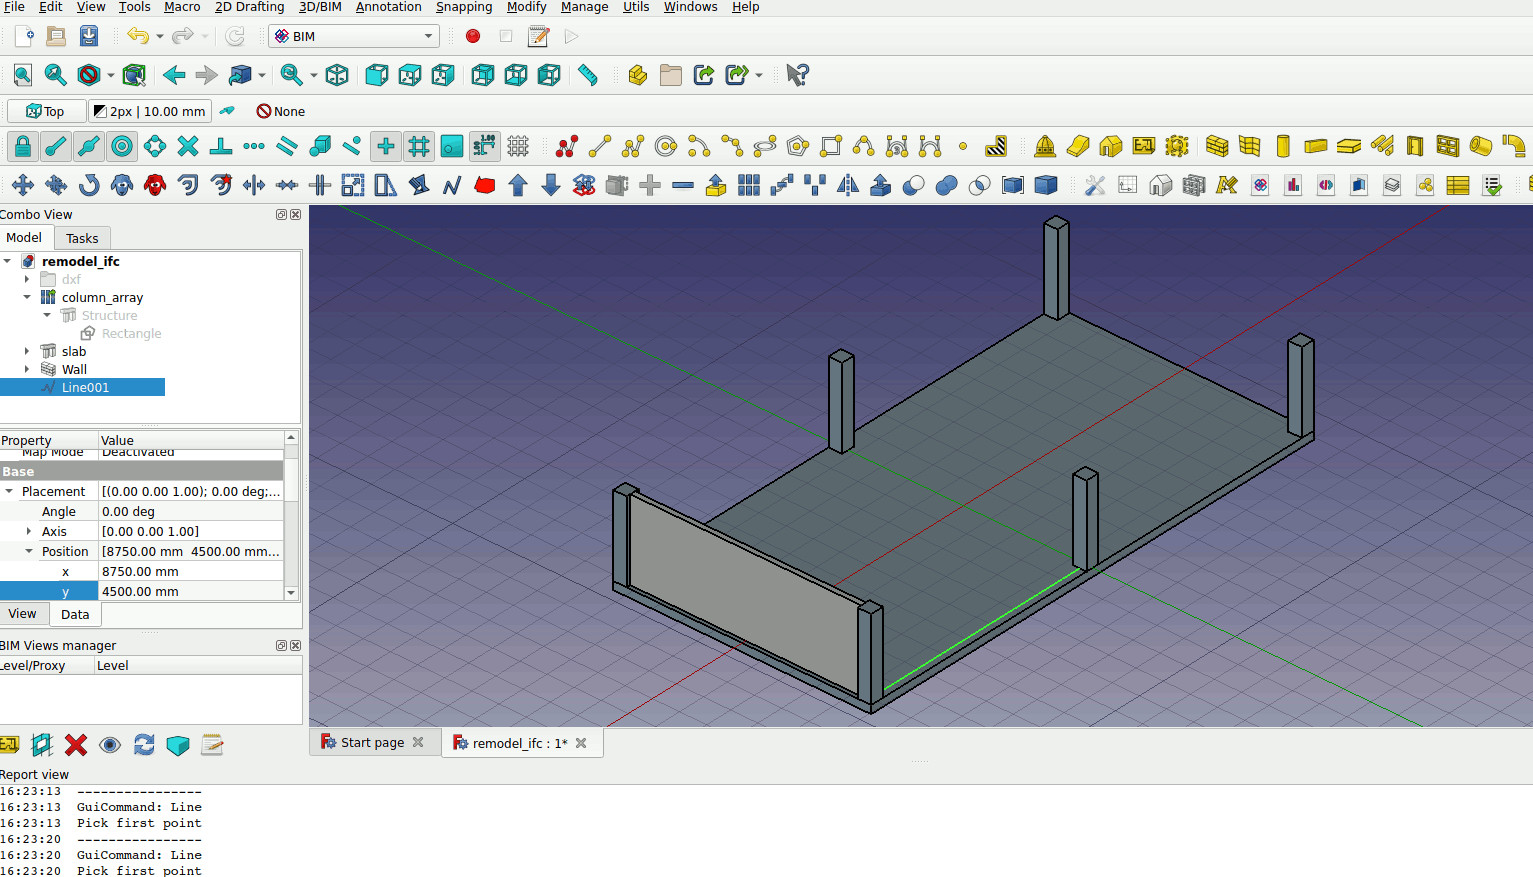 File Edit View Tools Macro 2D Drafting 3D/BIM Annotation Snapping Modify Manage Utils Windows Help
BIM
Top 2px | 10.00 mm None
Combo View
Model Tasks
remodel_ifc
dxf
column_array
Structure
Rectangle
slab
Wall
Line001
Property Value
Map Mode Deactivated
Base
Placement [(0.00 0.00 1.00); 0.00 deg;...
Angle 0.00 deg
Axis [0.00 0.00 1.00]
Position [8750.00 mm 4500.00 mm...
x 8750.00 mm
y 4500.00 mm
View Data
BIM Views manager
Level/Proxy Level
Start page remodel_ifc : 1*
Report view
16:23:13 ----------------
16:23:13 GuiCommand: Line
16:23:13 Pick first point
16:23:20 ----------------
16:23:20 GuiCommand: Line
16:23:20 Pick first point